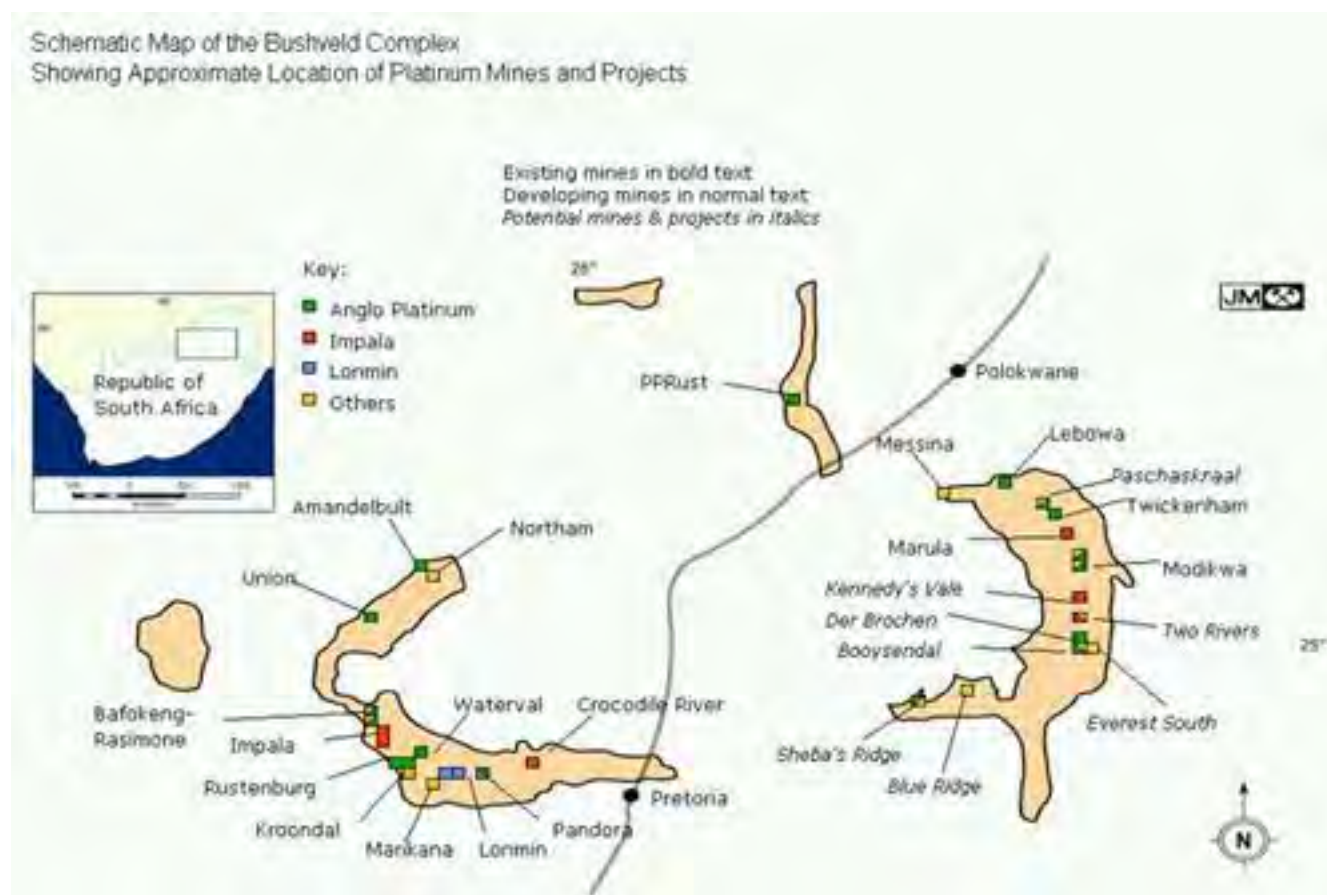 Schematic Map of the Bushveld Complex
Showing Approximate Location of Platinum Mines and Projects
Existing mines in bold text
Developing mines in normal text
Potential mines & projects in italics
Key:
Anglo Platinum
Impala
Lonmin
Others
Republic of
South Africa
26°
JM
PPRust
Polokwane
Messina
Lebowa
Paschaskraal
Twickenham
Marula
Modikwa
Kennedy's Vale
Der Brochen
Two Rivers
Booysendal
25°
Everest South
Sheba's Ridge
Blue Ridge
Amandelbult
Northam
Union
Bafokeng-
Rasimone
Waterval
Crocodile River
Impala
Rustenburg
Kroondal
Marikana
Lonmin
Pandora
Pretoria
N